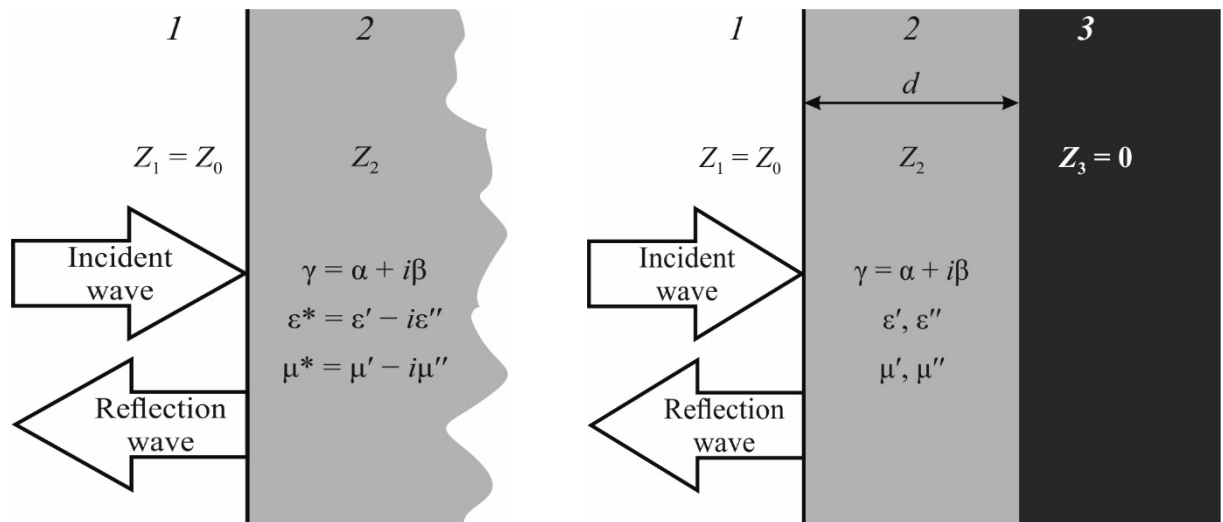 1 2
Z₁ = Z₀ Z₂
Incident
wave
γ = α + iβ
ε* = ε′ − iε″
μ* = μ′ − iμ″
Reflection
wave
1 2 3
d
Z₁ = Z₀ Z₂ Z₃ = 0
Incident
wave
γ = α + iβ
ε′, ε″
μ′, μ″
Reflection
wave